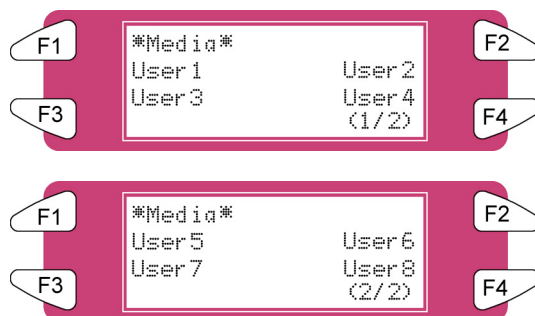 F1 *Media* F2
User1 User2
F3 User3 User4 F4
(1/2)
F1 *Media* F2
User5 User6
F3 User7 User8 F4
(2/2)